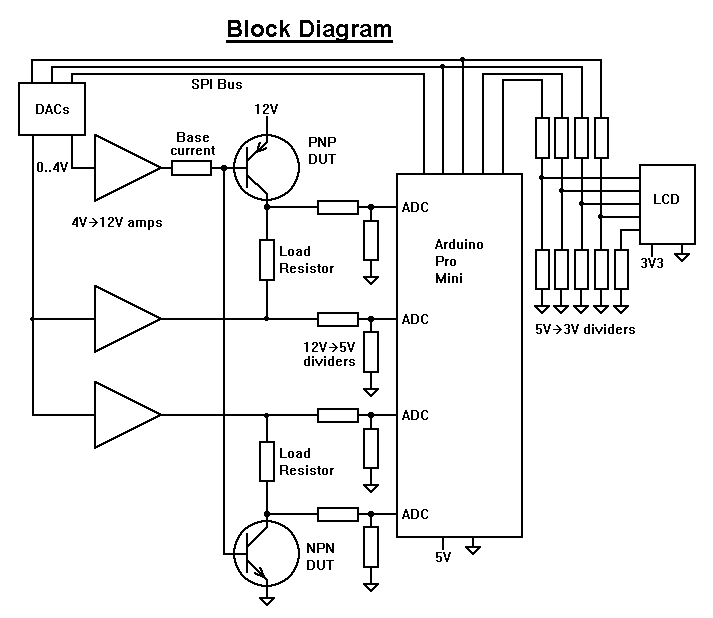 Block Diagram
SPI Bus
DACs
12V
Base
current
PNP
DUT
0..4V
LCD
4V→12V amps
ADC
Arduino
Pro
Mini
Load
Resistor
3V3
ADC
5V→3V dividers
12V→5V
dividers
ADC
Load
Resistor
ADC
NPN
DUT
5V